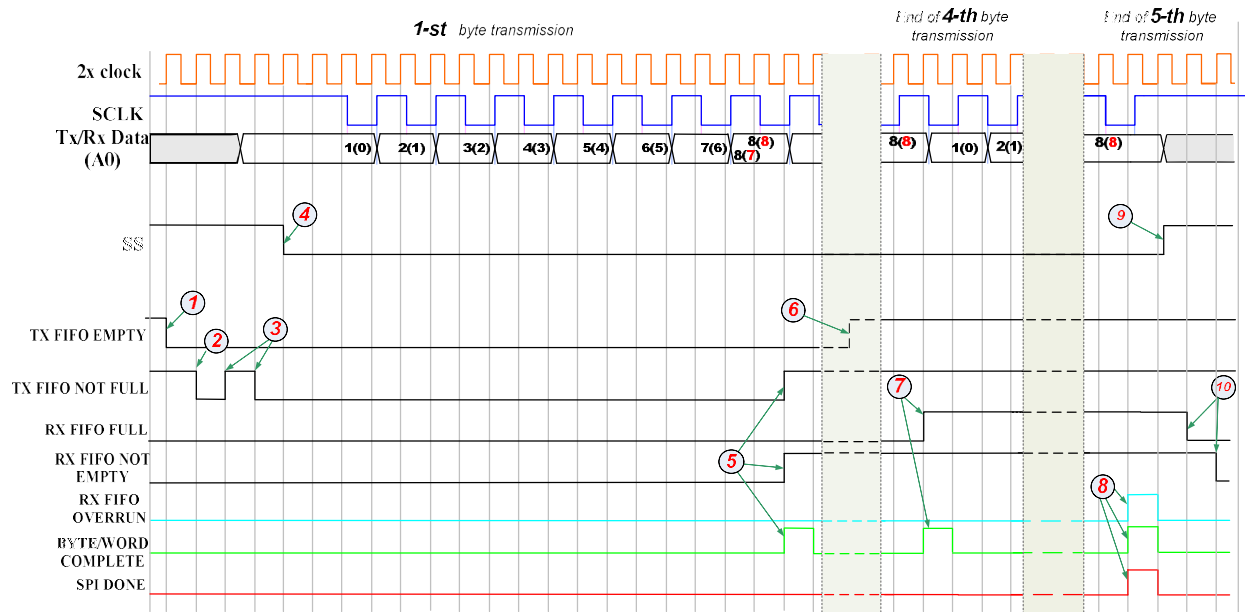 1-st byte transmission
End of 4-th byte
transmission
End of 5-th byte
transmission
2x clock
SCLK
Tx/Rx Data
(A0)
1(0)
2(1)
3(2)
4(3)
5(4)
6(5)
7(6)
8(8)
8(7)
8(8)
1(0)
2(1)
8(8)
4
9
SS
1
2
3
6
TX FIFO EMPTY
TX FIFO NOT FULL
7
10
RX FIFO FULL
RX FIFO NOT
EMPTY
5
8
RX FIFO
OVERRUN
BYTE/WORD
COMPLETE
SPI DONE